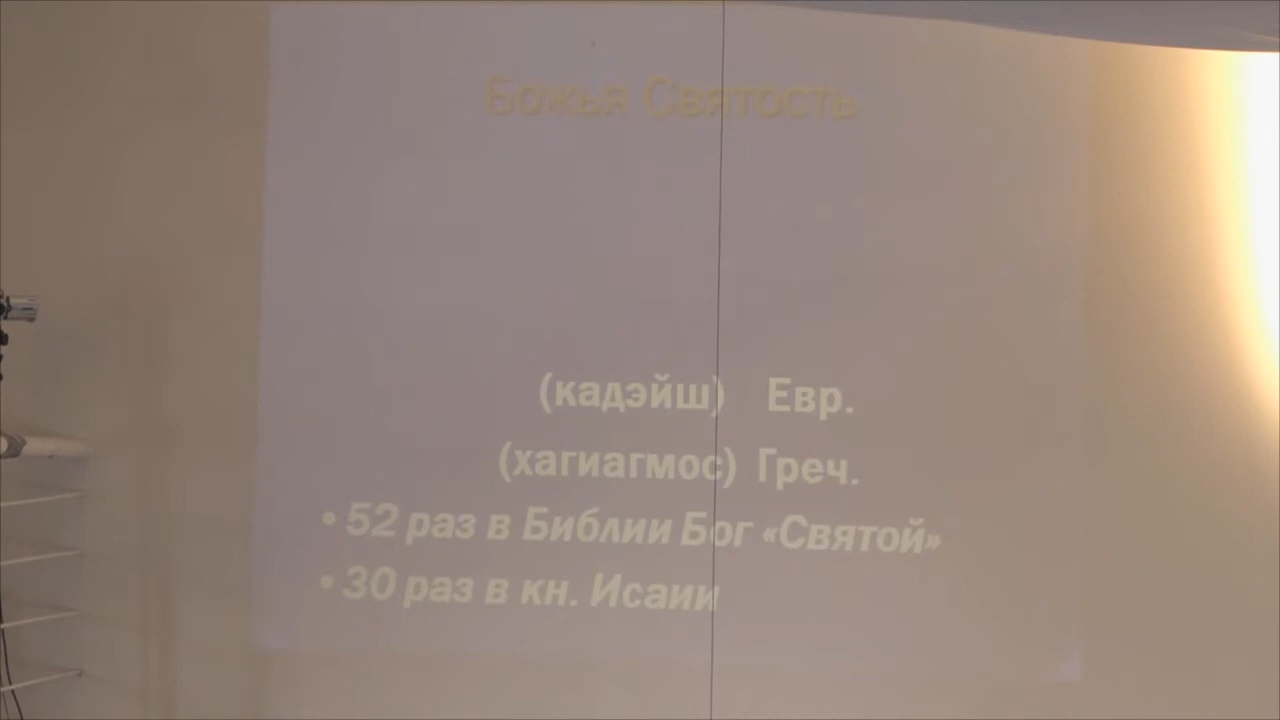 Божья Святость
(кадэйш) Евр.
(хагиагмос) Греч.
• 52 раз в Библии Бог «Святой»
• 30 раз в кн. Исаии